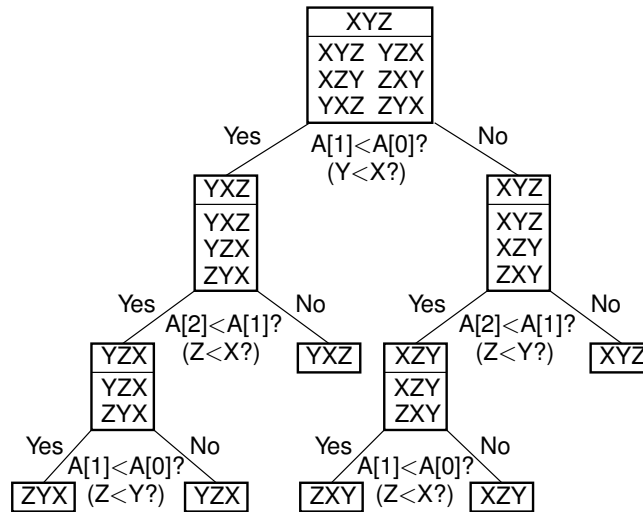 XYZ
XYZ YZX
XZY ZXY
YXZ ZYX
Yes
A[1]<A[0]?
(Y<X?)
No
YXZ
YXZ
YZX
ZYX
XYZ
XYZ
XZY
ZXY
Yes
A[2]<A[1]?
(Z<X?)
No
Yes
A[2]<A[1]?
(Z<Y?)
No
YZX
YZX
ZYX
YXZ
XZY
XZY
ZXY
XYZ
Yes
A[1]<A[0]?
(Z<Y?)
No
Yes
A[1]<A[0]?
(Z<X?)
No
ZYX
YZX
ZXY
XZY